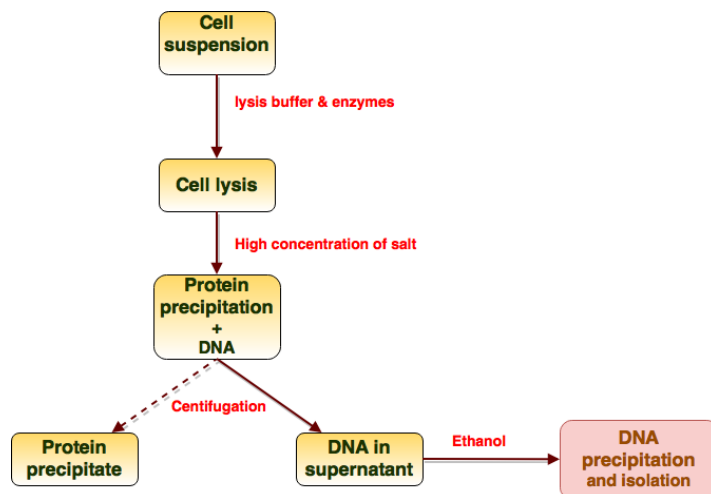 Cell
suspension
lysis buffer & enzymes
Cell lysis
High concentration of salt
Protein
precipitation
+
DNA
Centifugation
Protein
precipitate
DNA in
supernatant
Ethanol
DNA
precipitation
and isolation